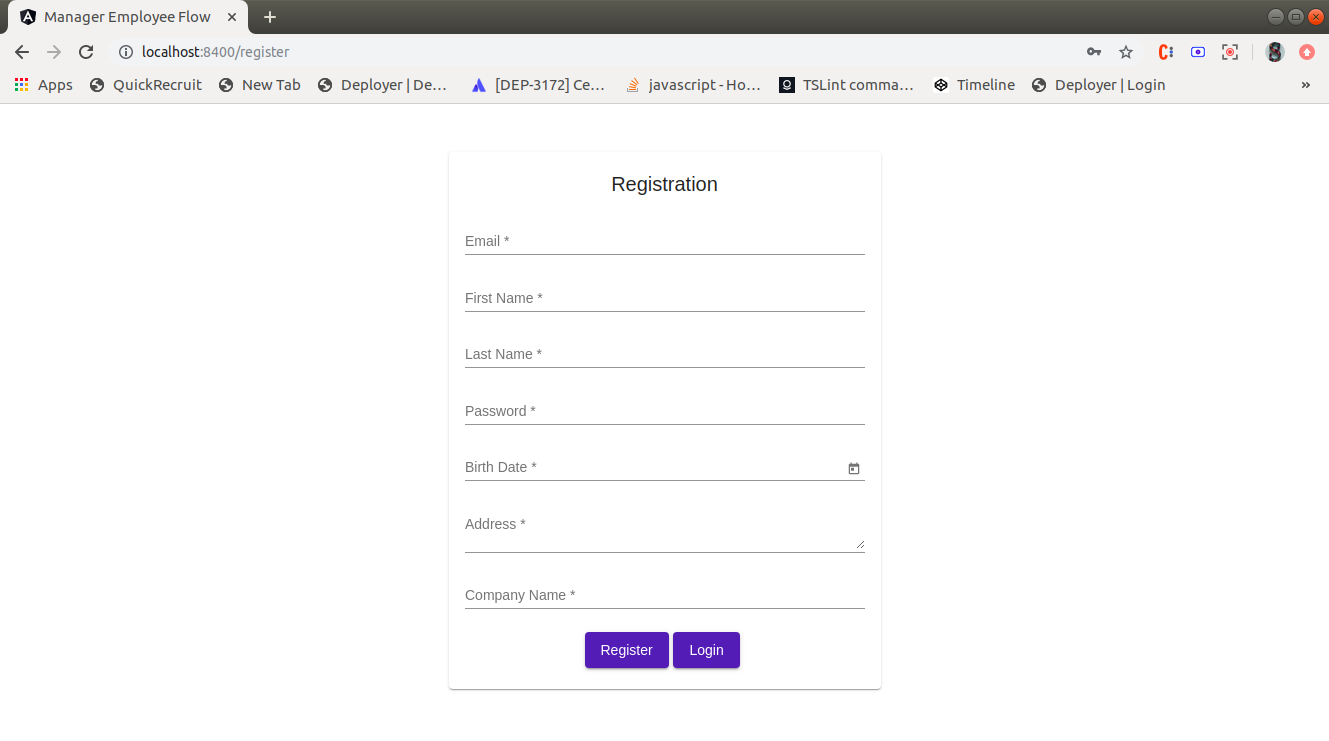 Manager Employee Flow
localhost:8400/register
Apps QuickRecruit New Tab Deployer | De... [DEP-3172] Ce... javascript - Ho... TSLint comma... Timeline Deployer | Login »
Registration
Email *
First Name *
Last Name *
Password *
Birth Date *
Address *
Company Name *
Register Login